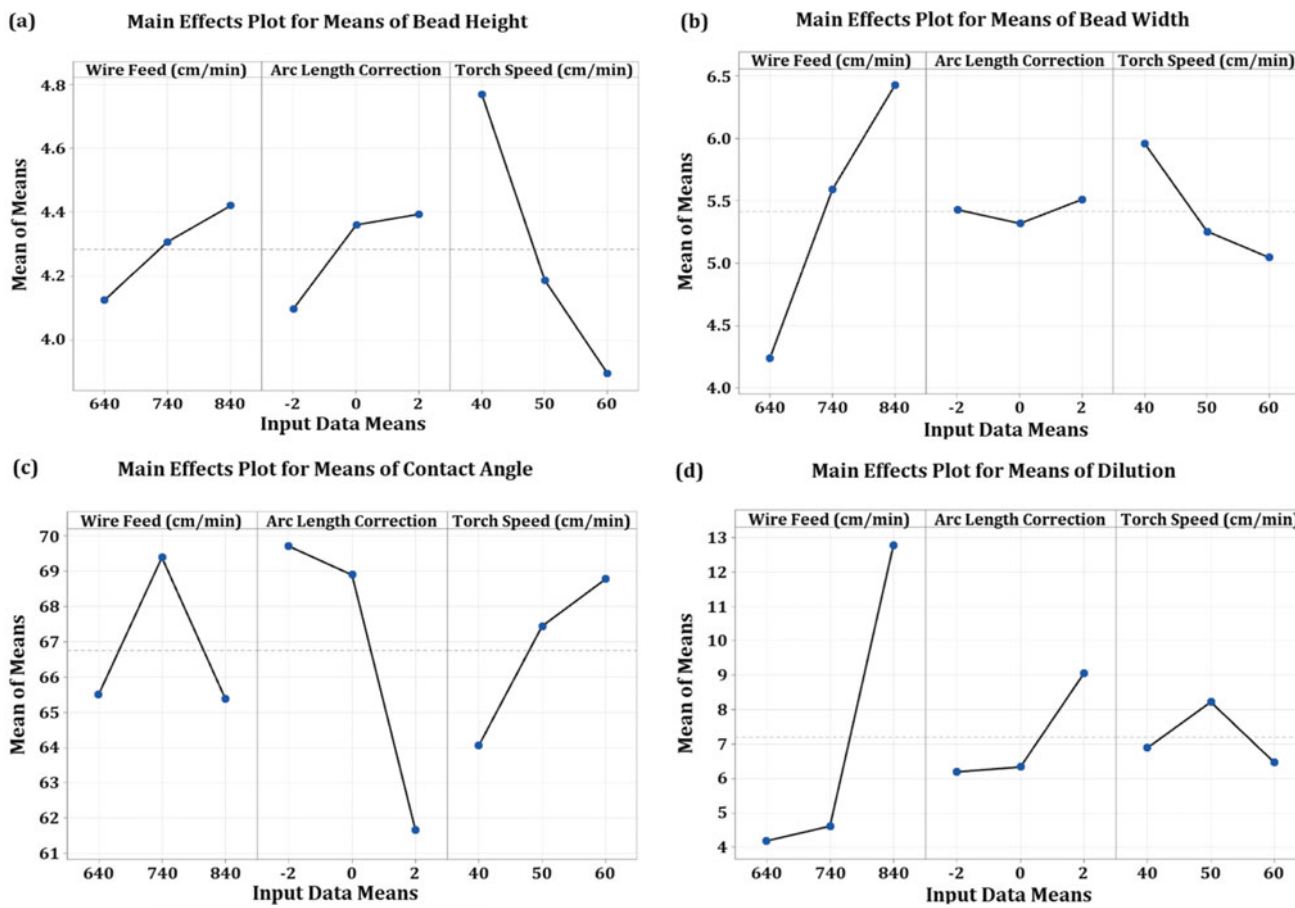 (a) Main Effects Plot for Means of Bead Height
Wire Feed (cm/min) Arc Length Correction Torch Speed (cm/min)
Mean of Means
4.8
4.6
4.4
4.2
4.0
640 740 840 -2 0 2 40 50 60
Input Data Means
(b) Main Effects Plot for Means of Bead Width
Wire Feed (cm/min) Arc Length Correction Torch Speed (cm/min)
Mean of Means
6.5
6.0
5.5
5.0
4.5
4.0
640 740 840 -2 0 2 40 50 60
Input Data Means
(c) Main Effects Plot for Means of Contact Angle
Wire Feed (cm/min) Arc Length Correction Torch Speed (cm/min)
Mean of Means
70
69
68
67
66
65
64
63
62
61
640 740 840 -2 0 2 40 50 60
Input Data Means
(d) Main Effects Plot for Means of Dilution
Wire Feed (cm/min) Arc Length Correction Torch Speed (cm/min)
Mean of Means
13
12
11
10
9
8
7
6
5
4
640 740 840 -2 0 2 40 50 60
Input Data Means